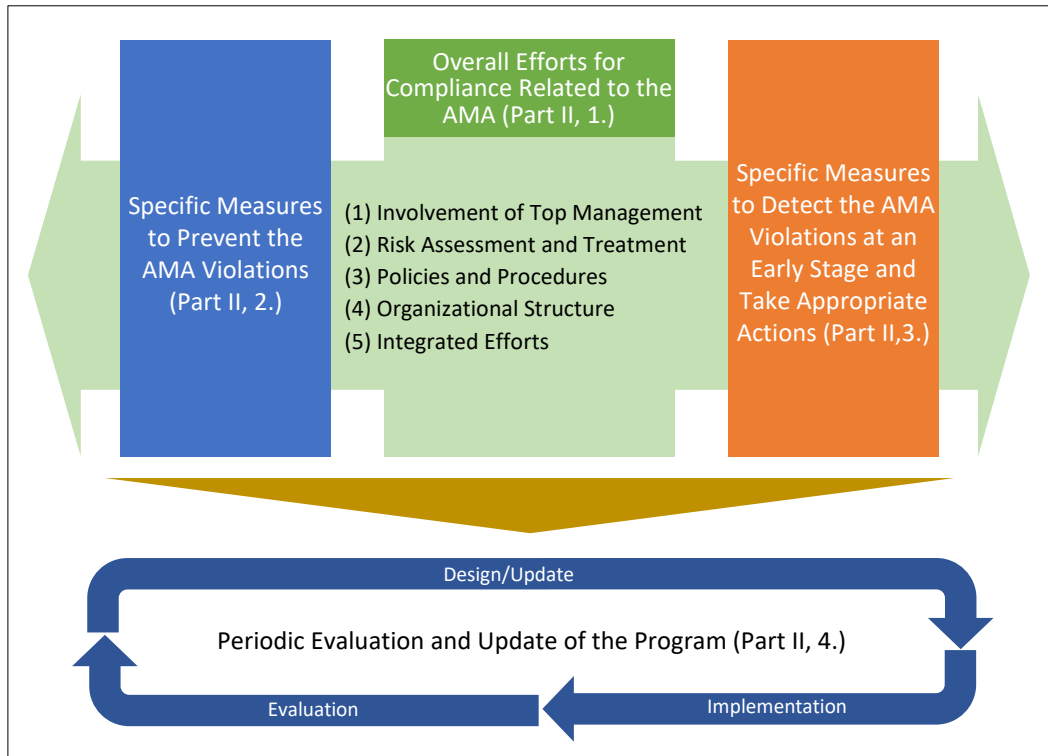 Overall Efforts for
Compliance Related to the
AMA (Part II, 1.)
Specific Measures
to Prevent the
AMA Violations
(Part II, 2.)
(1) Involvement of Top Management
(2) Risk Assessment and Treatment
(3) Policies and Procedures
(4) Organizational Structure
(5) Integrated Efforts
Specific Measures
to Detect the AMA
Violations at an
Early Stage and
Take Appropriate
Actions (Part II,3.)
Design/Update
Periodic Evaluation and Update of the Program (Part II, 4.)
Evaluation
Implementation